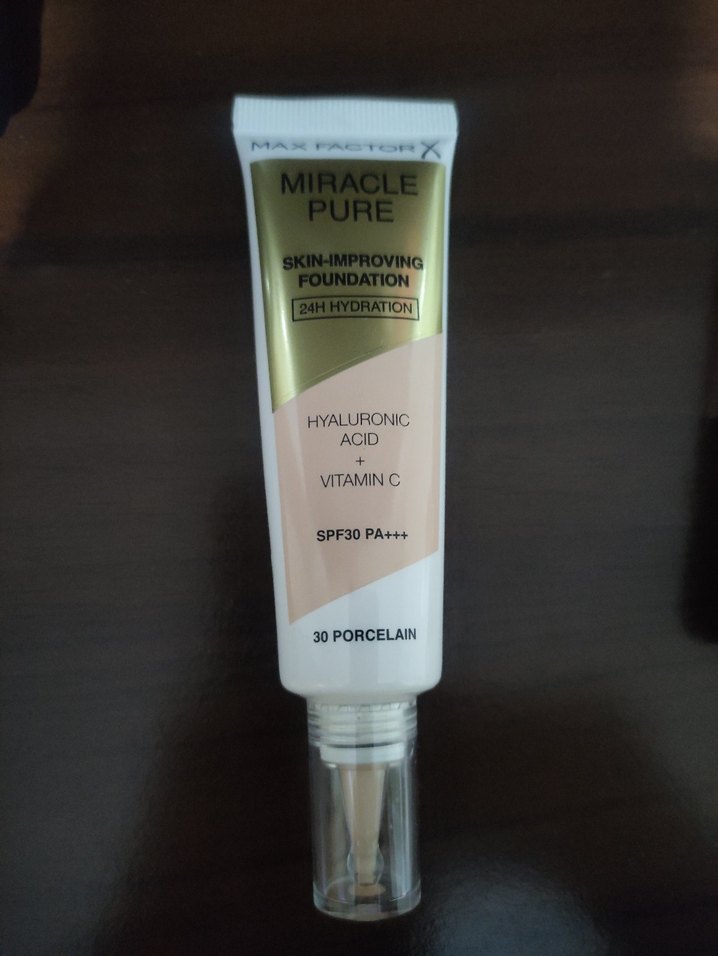 MAX FACTOR X
MIRACLE
PURE
SKIN-IMPROVING
FOUNDATION
24H HYDRATION
HYALURONIC
ACID
+
VITAMIN C
SPF30 PA+++
30 PORCELAIN